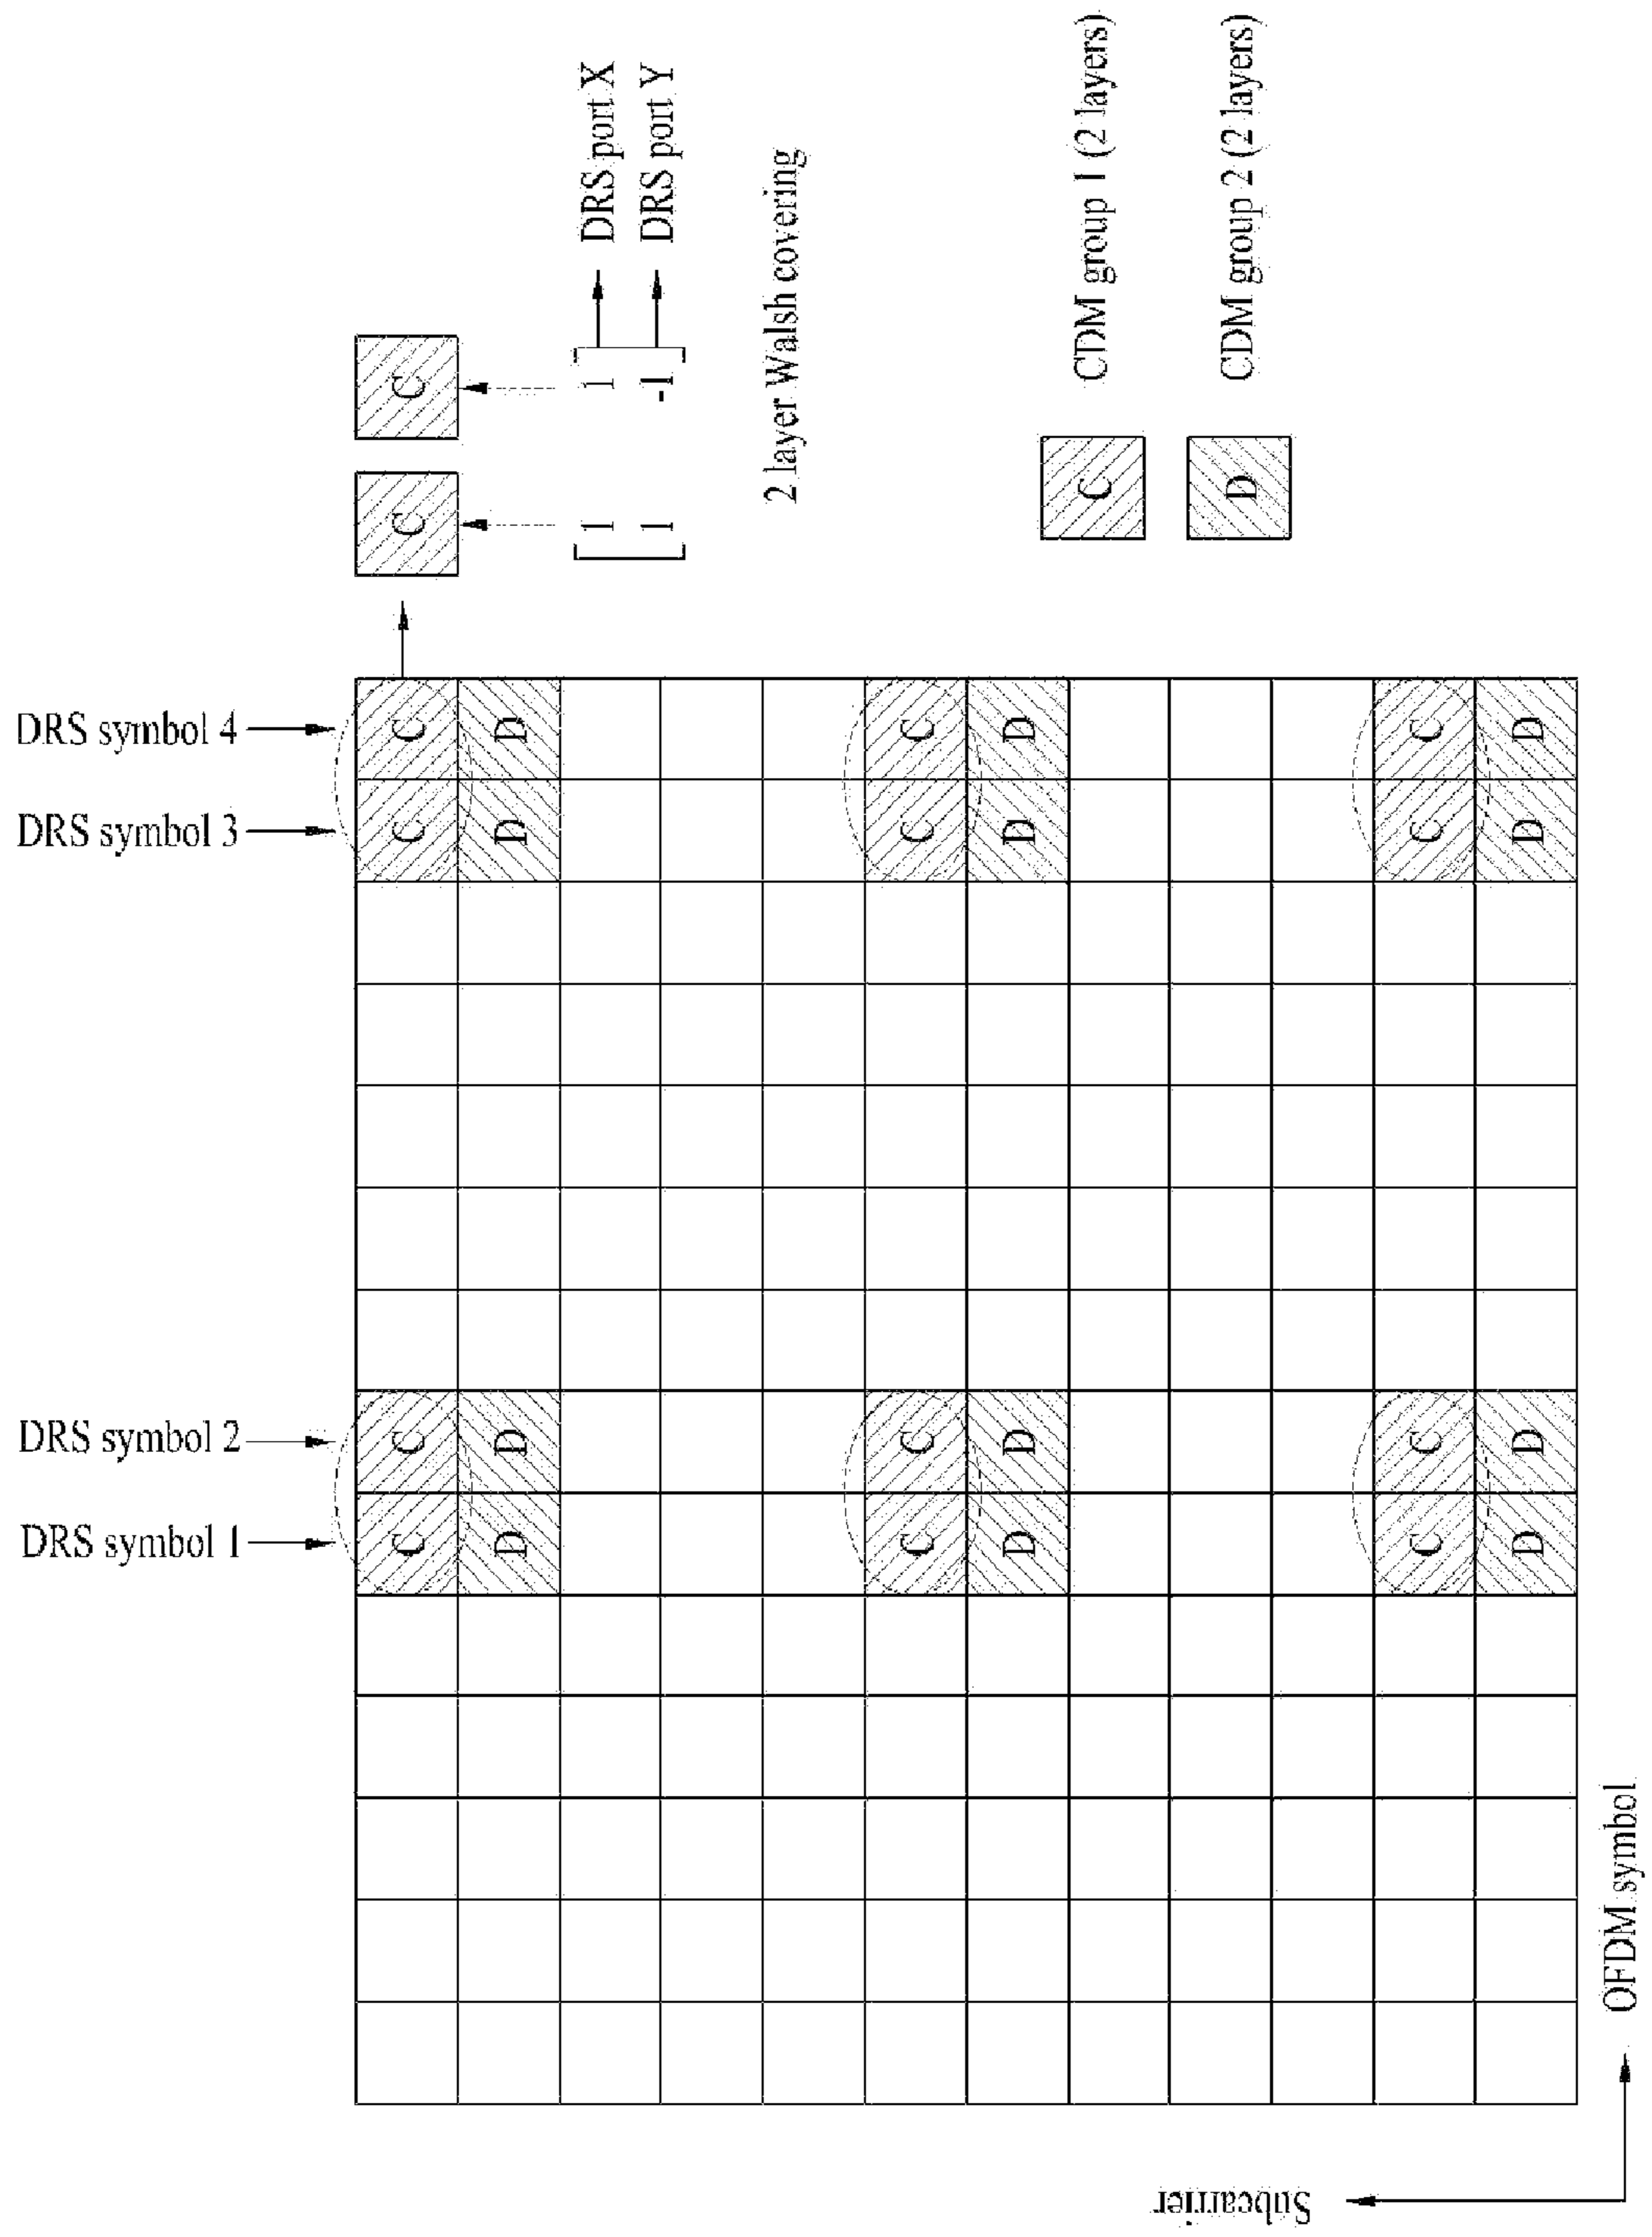 DRS symbol 1
DRS symbol 2
DRS symbol 3
DRS symbol 4
C C C C
D D D D
C C C C
D D D D
C C C C
D D D D
C C
1 1 DRS port X
1 -1 DRS port Y
2 layer Walsh covering
C CDM group 1 (2 layers)
D CDM group 2 (2 layers)
Subcarrier
OFDM symbol